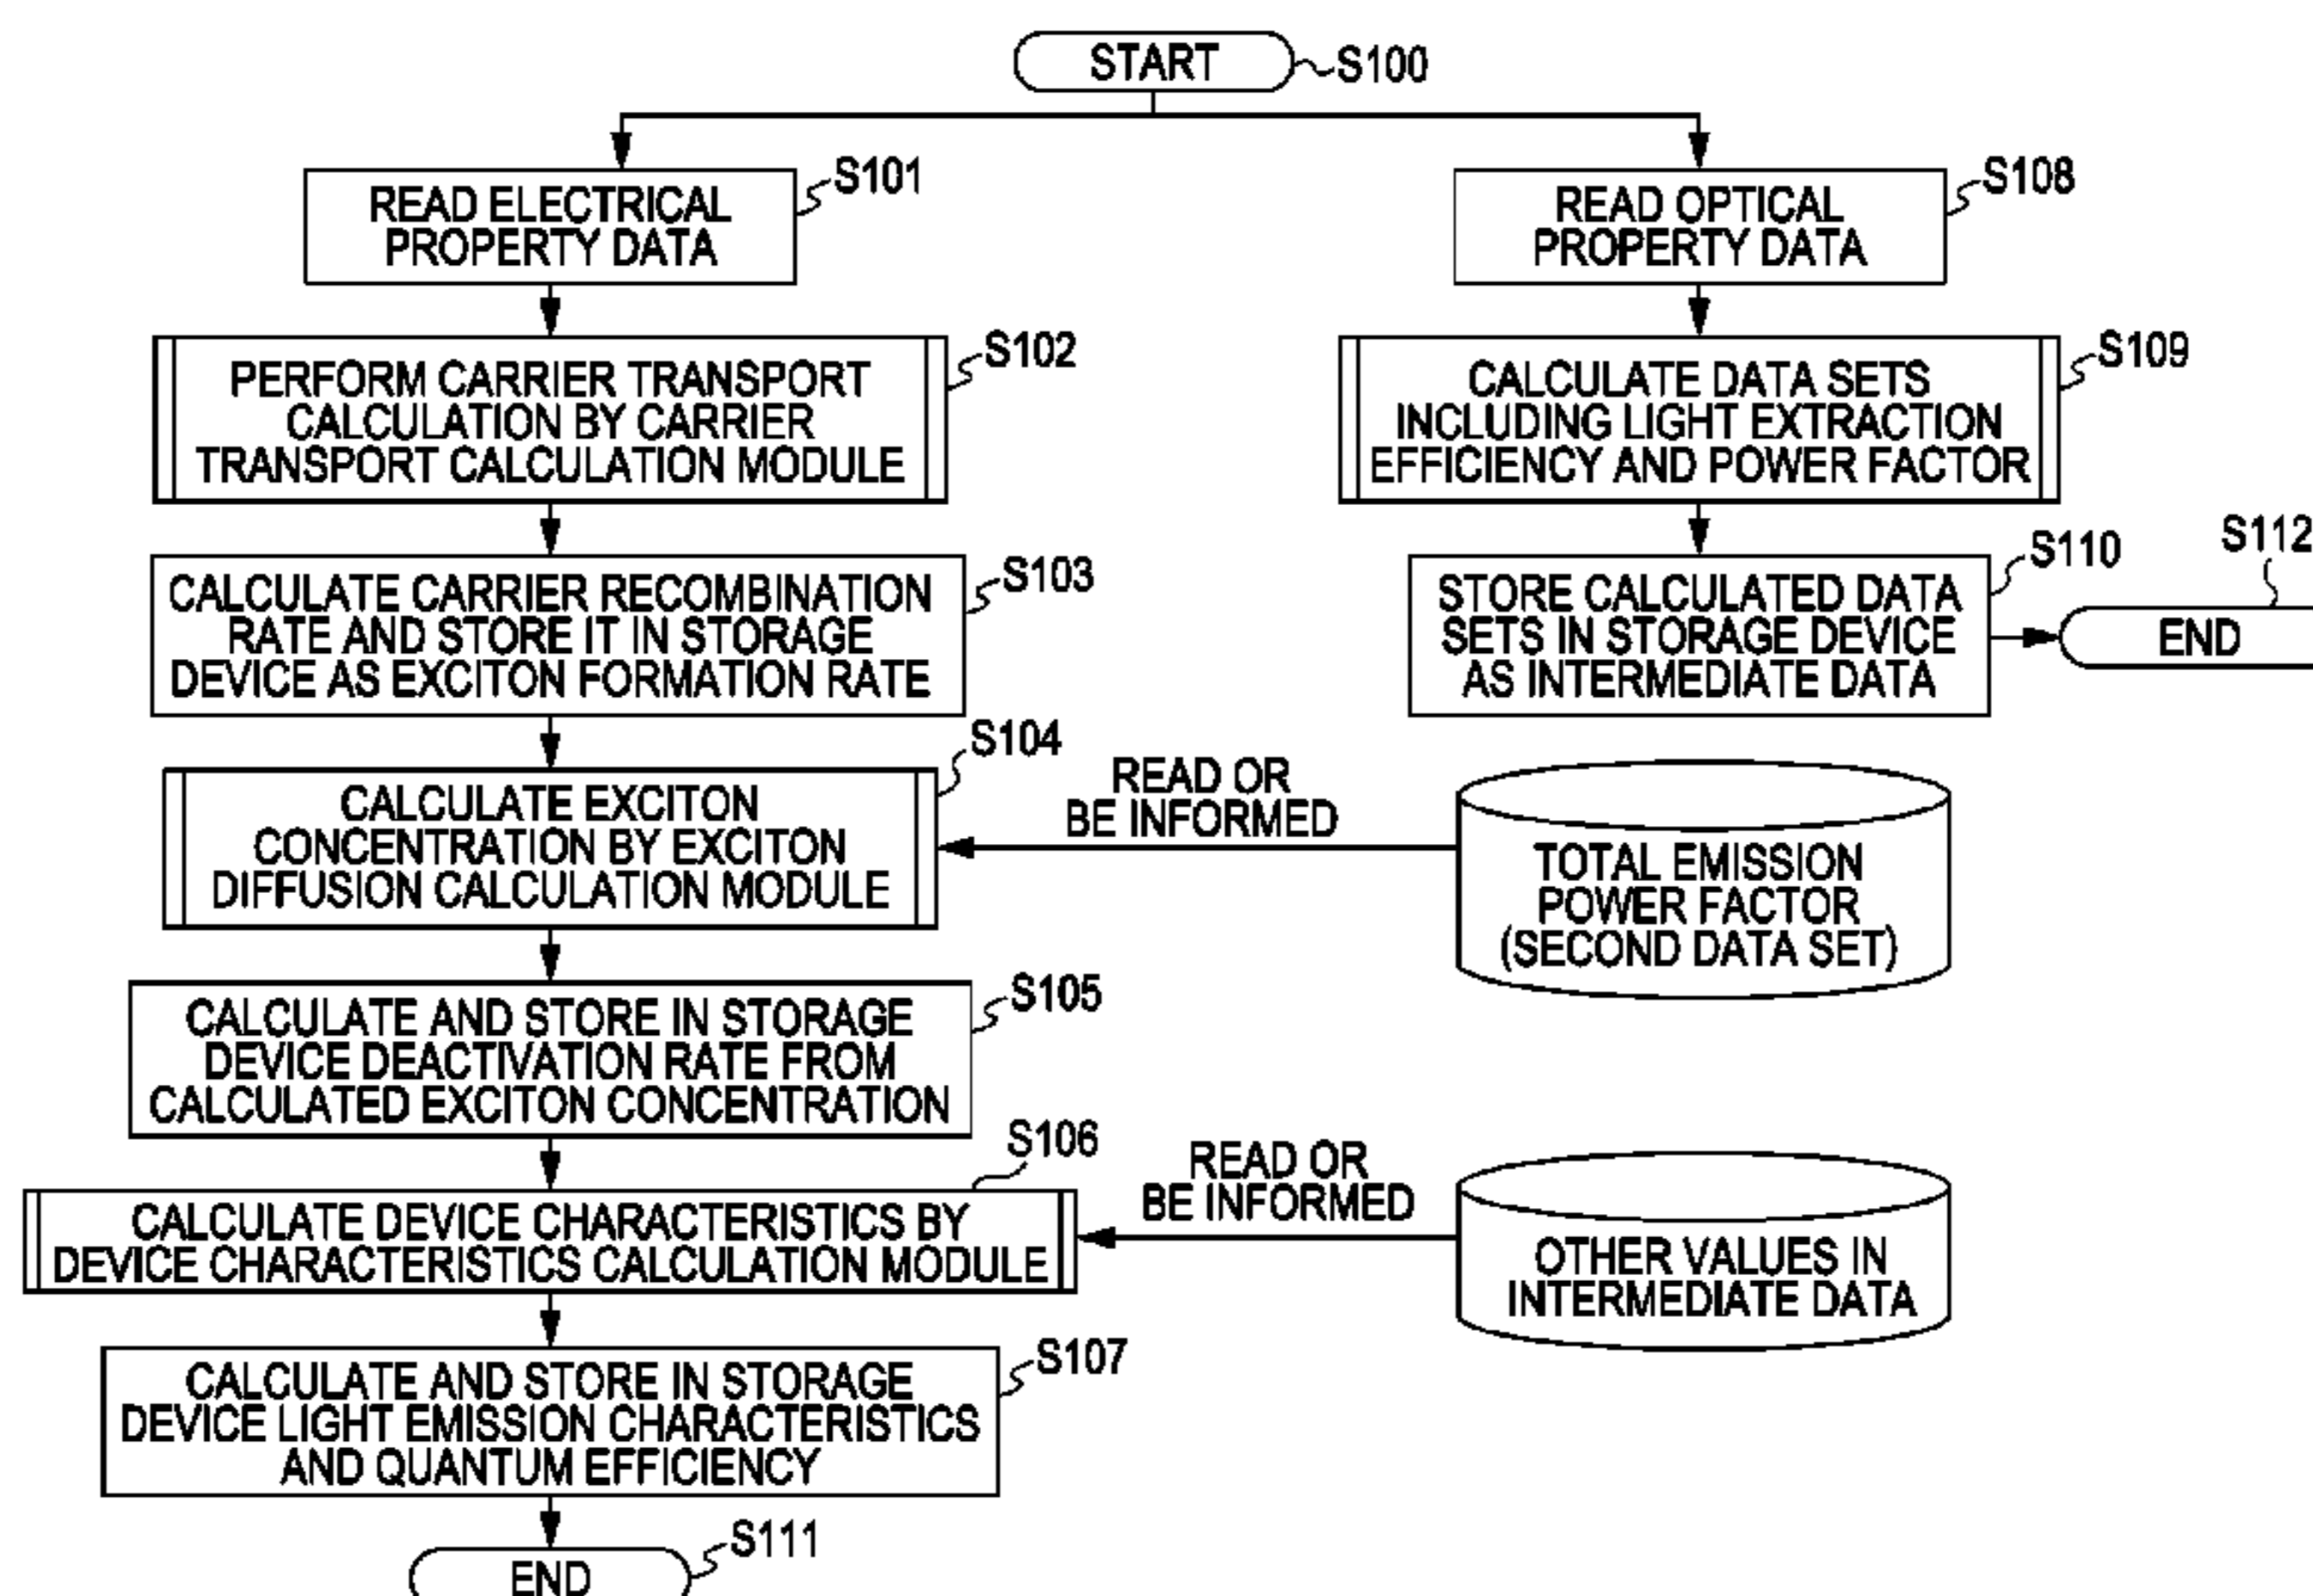 START
S100
READ ELECTRICAL
PROPERTY DATA
S101
PERFORM CARRIER TRANSPORT
CALCULATION BY CARRIER
TRANSPORT CALCULATION MODULE
S102
CALCULATE CARRIER RECOMBINATION
RATE AND STORE IT IN STORAGE
DEVICE AS EXCITON FORMATION RATE
S103
CALCULATE EXCITON
CONCENTRATION BY EXCITON
DIFFUSION CALCULATION MODULE
S104
CALCULATE AND STORE IN STORAGE
DEVICE DEACTIVATION RATE FROM
CALCULATED EXCITON CONCENTRATION
S105
CALCULATE DEVICE CHARACTERISTICS BY
DEVICE CHARACTERISTICS CALCULATION MODULE
S106
CALCULATE AND STORE IN STORAGE
DEVICE LIGHT EMISSION CHARACTERISTICS
AND QUANTUM EFFICIENCY
S107
END
S111
READ OPTICAL
PROPERTY DATA
S108
CALCULATE DATA SETS
INCLUDING LIGHT EXTRACTION
EFFICIENCY AND POWER FACTOR
S109
STORE CALCULATED DATA
SETS IN STORAGE DEVICE
AS INTERMEDIATE DATA
S110
END
S112
READ OR
BE INFORMED
TOTAL EMISSION
POWER FACTOR
(SECOND DATA SET)
READ OR
BE INFORMED
OTHER VALUES IN
INTERMEDIATE DATA